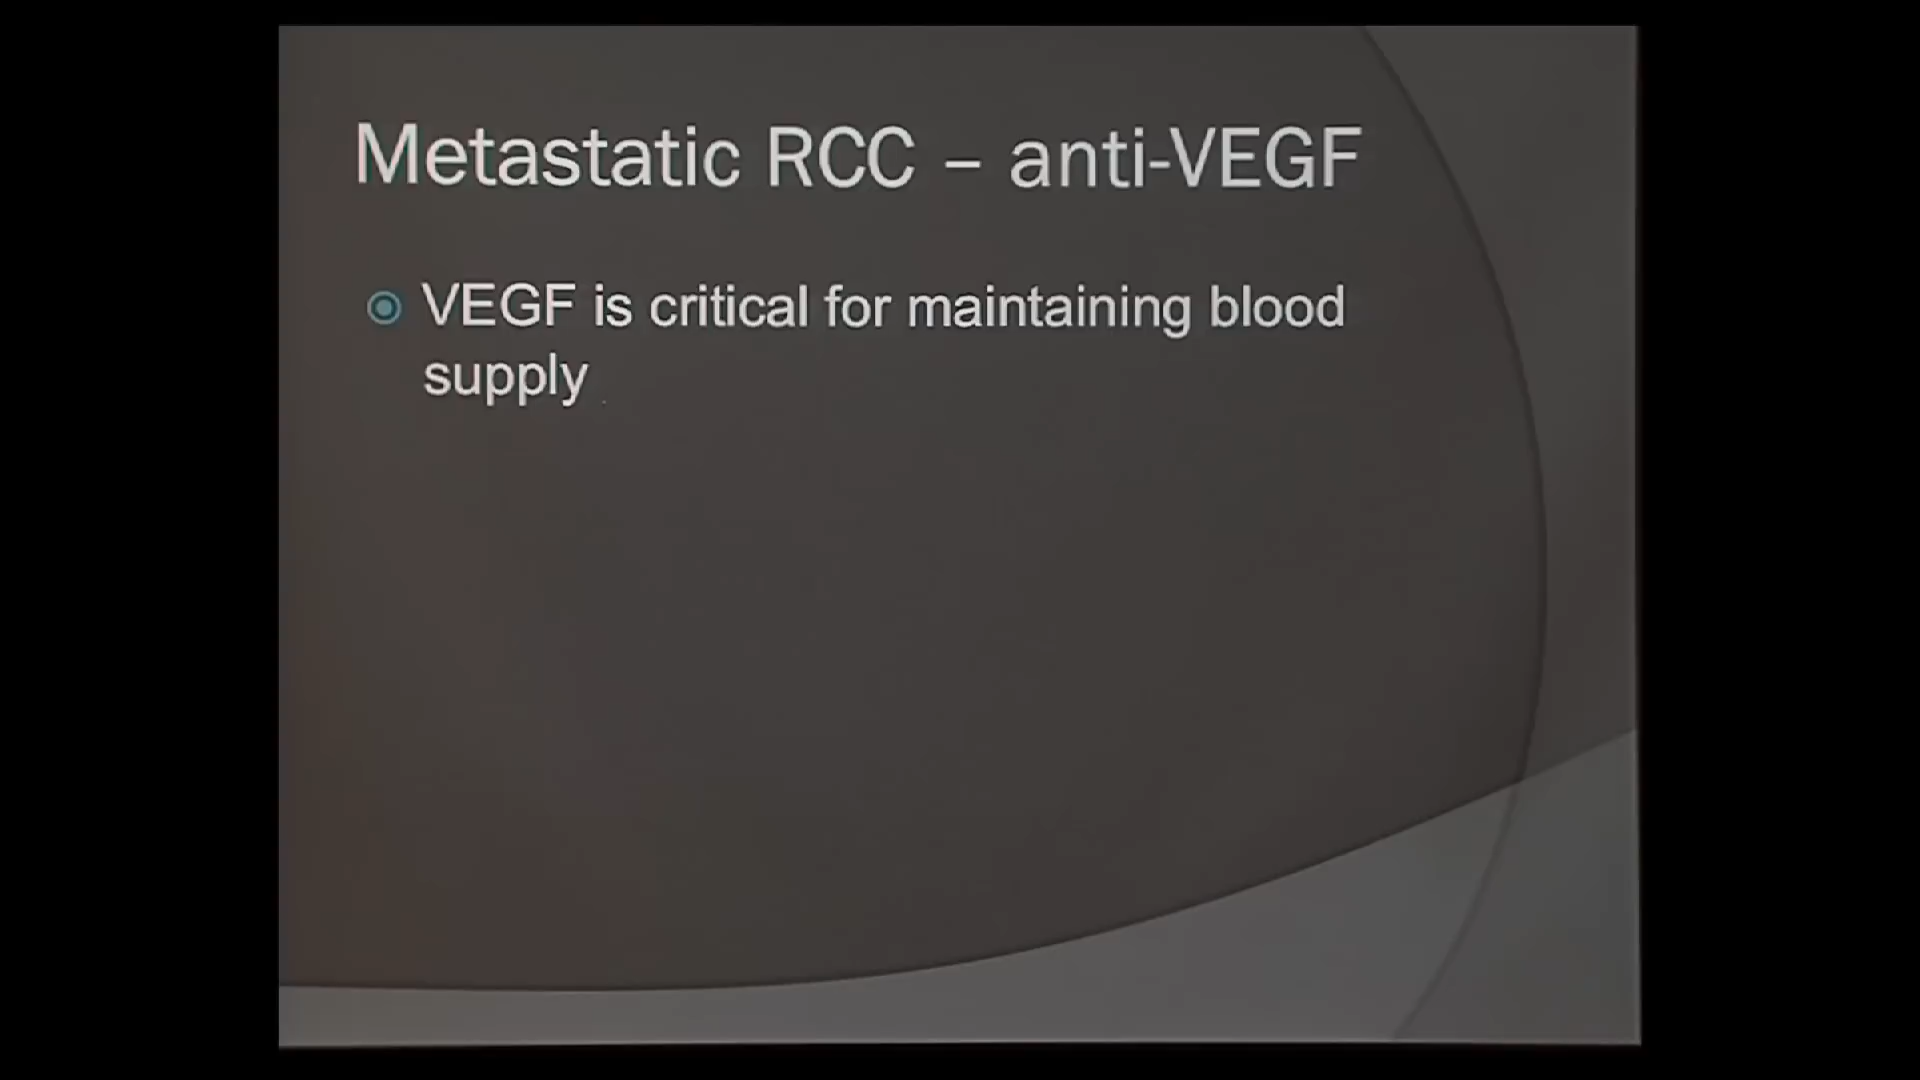 Metastatic RCC – anti-VEGF
VEGF is critical for maintaining blood
supply